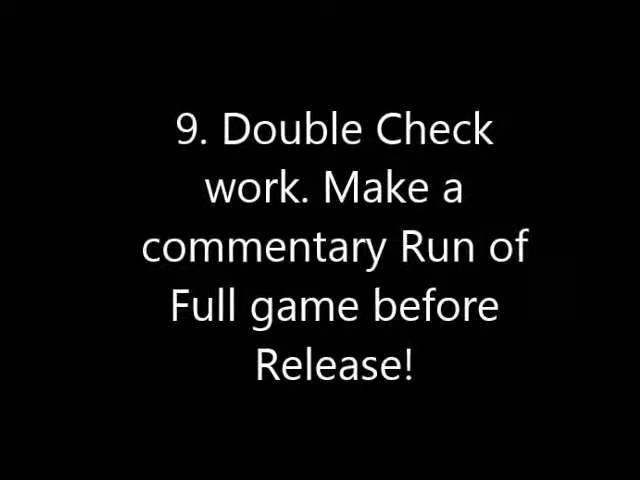 9. Double Check
work. Make a
commentary Run of
Full game before
Release!